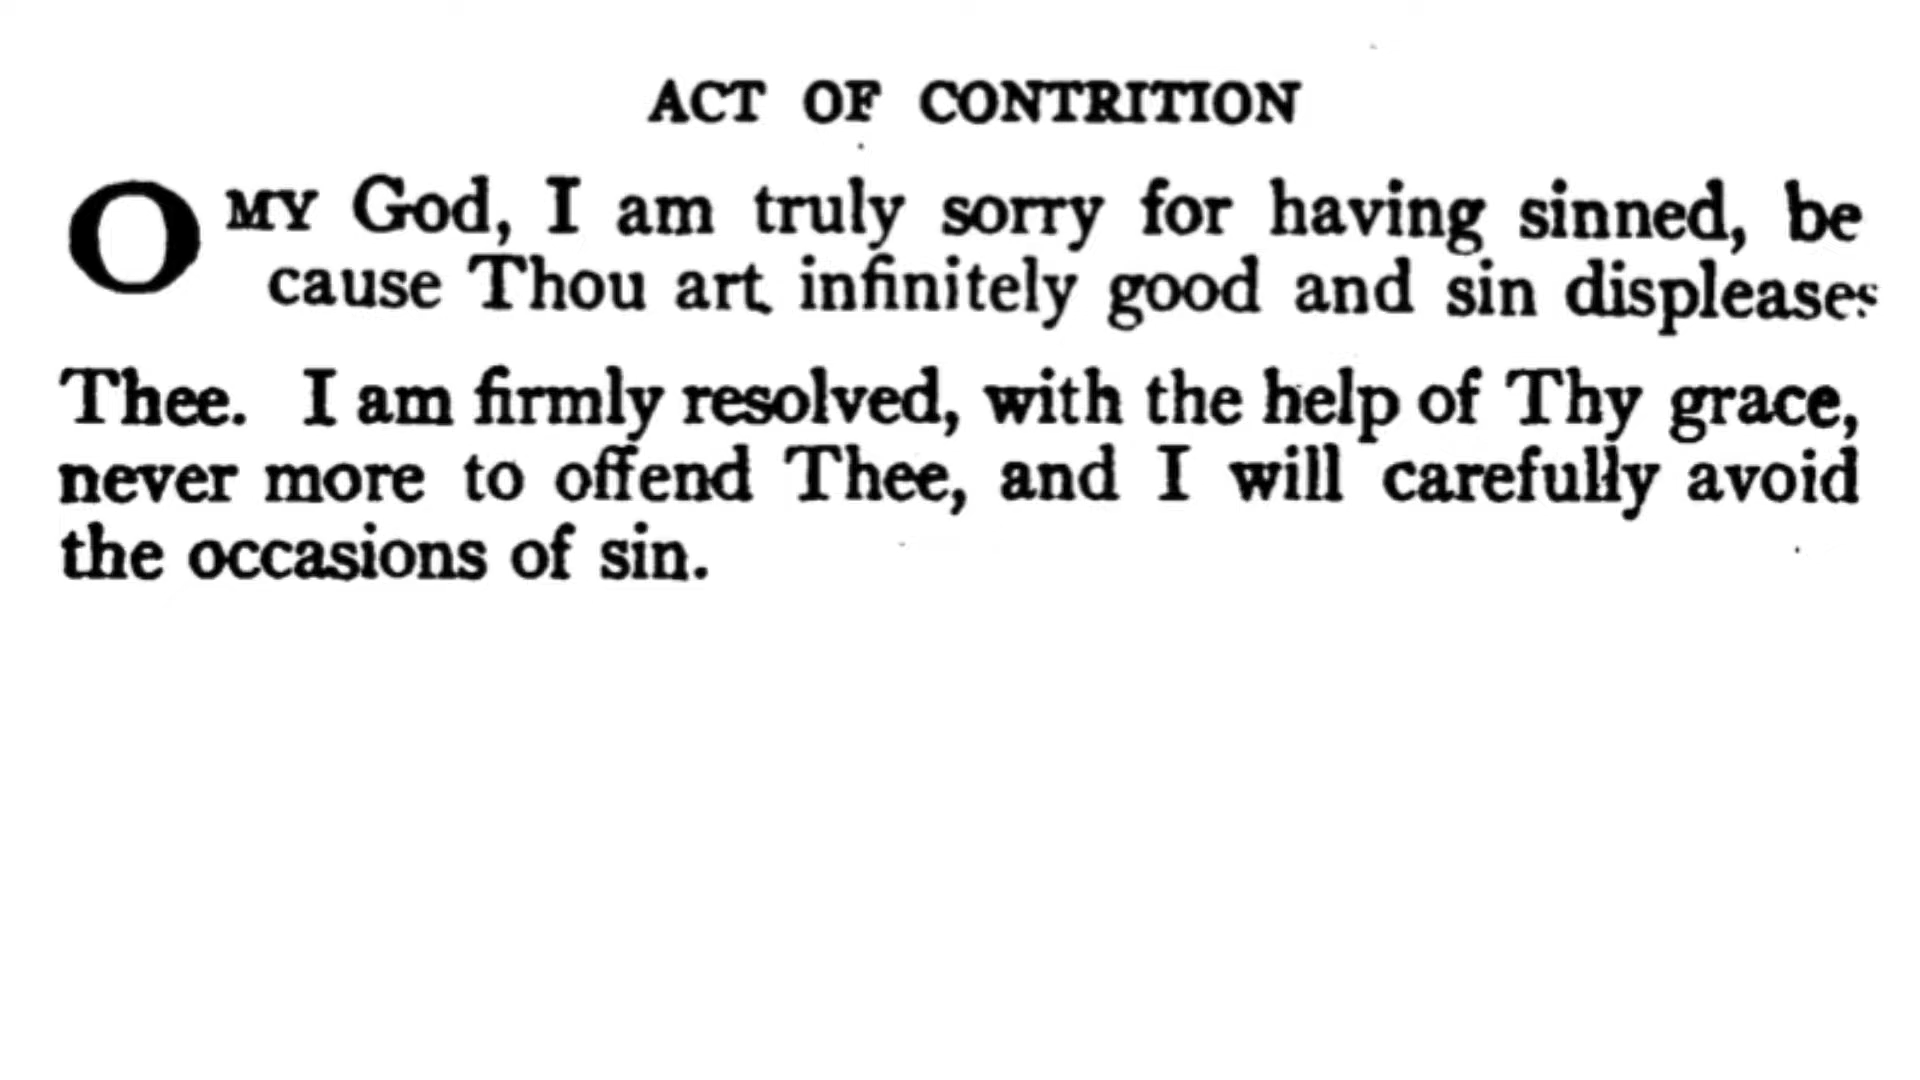 ACT OF CONTRITION
O MY God, I am truly sorry for having sinned, be
cause Thou art infinitely good and sin displeases
Thee. I am firmly resolved, with the help of Thy grace,
never more to offend Thee, and I will carefully avoid
the occasions of sin.